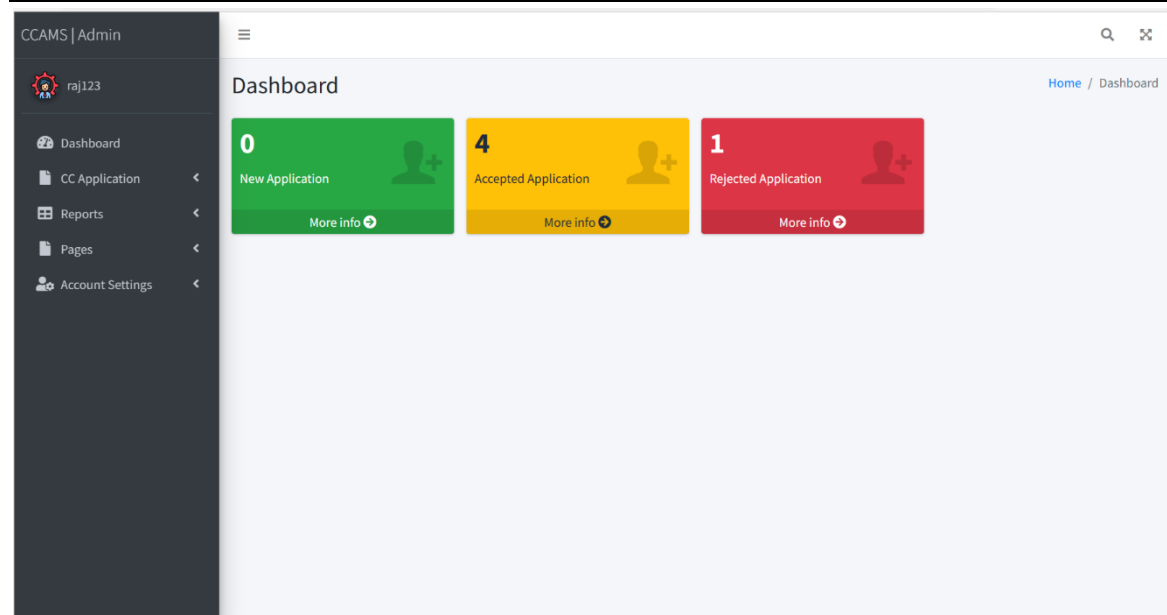 CCAMS | Admin
raj123
Dashboard
CC Application
Reports
Pages
Account Settings
Dashboard
Home / Dashboard
0
New Application
More info
4
Accepted Application
More info
1
Rejected Application
More info